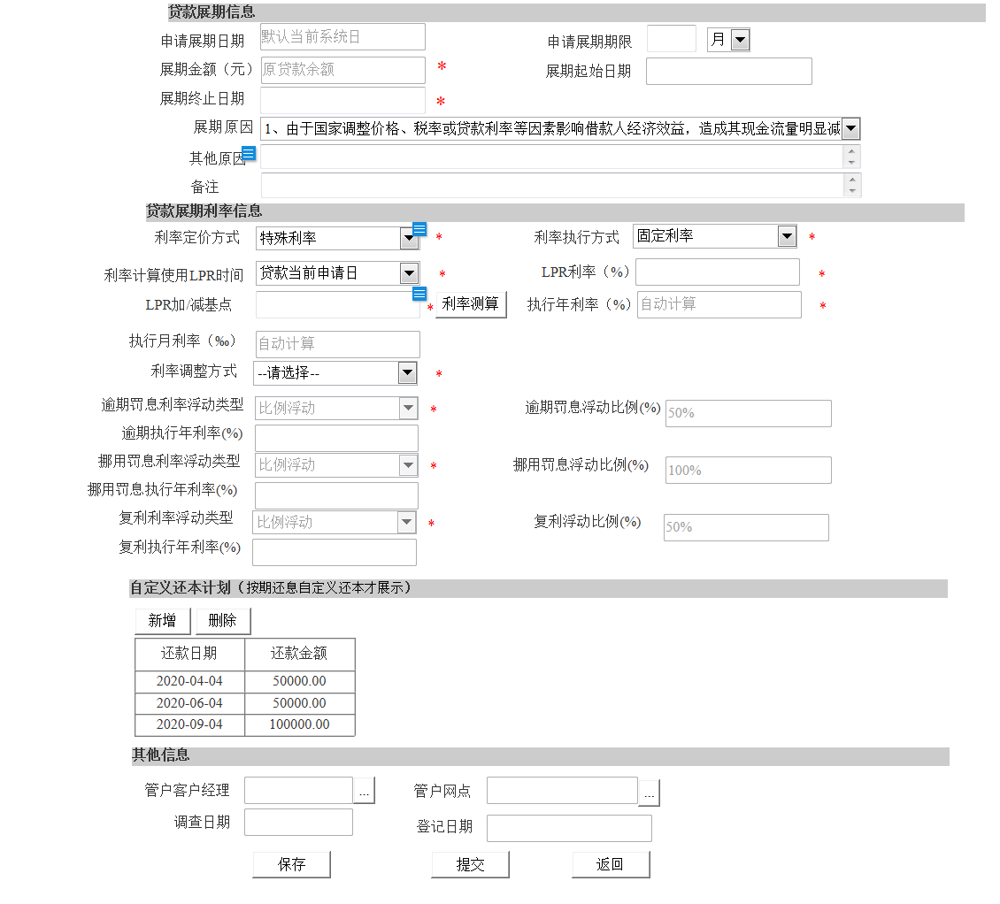 贷款展期信息
申请展期日期 默认当前系统日 申请展期期限 月
展期金额（元） 原贷款余额 * 展期起始日期
展期终止日期 *
展期原因 1、由于国家调整价格、税率或贷款利率等因素影响借款人经济效益，造成其现金流量明显减
其他原因
备注
贷款展期利率信息
利率定价方式 特殊利率 * 利率执行方式 固定利率 *
利率计算使用LPR时间 贷款当前申请日 * LPR利率（%） *
LPR加/减基点 * 利率测算 执行年利率（%） 自动计算 *
执行月利率（‰） 自动计算
利率调整方式 --请选择-- *
逾期罚息利率浮动类型 比例浮动 * 逾期罚息浮动比例(%) 50%
逾期执行年利率(%)
挪用罚息利率浮动类型 比例浮动 * 挪用罚息浮动比例(%) 100%
挪用罚息执行年利率(%)
复利利率浮动类型 比例浮动 * 复利浮动比例(%) 50%
复利执行年利率(%)
自定义还本计划（按期还息自定义还本才展示）
新增 删除
还款日期 还款金额
2020-04-04 50000.00
2020-06-04 50000.00
2020-09-04 100000.00
其他信息
管户客户经理 ... 管户网点 ...
调查日期 登记日期
保存 提交 返回